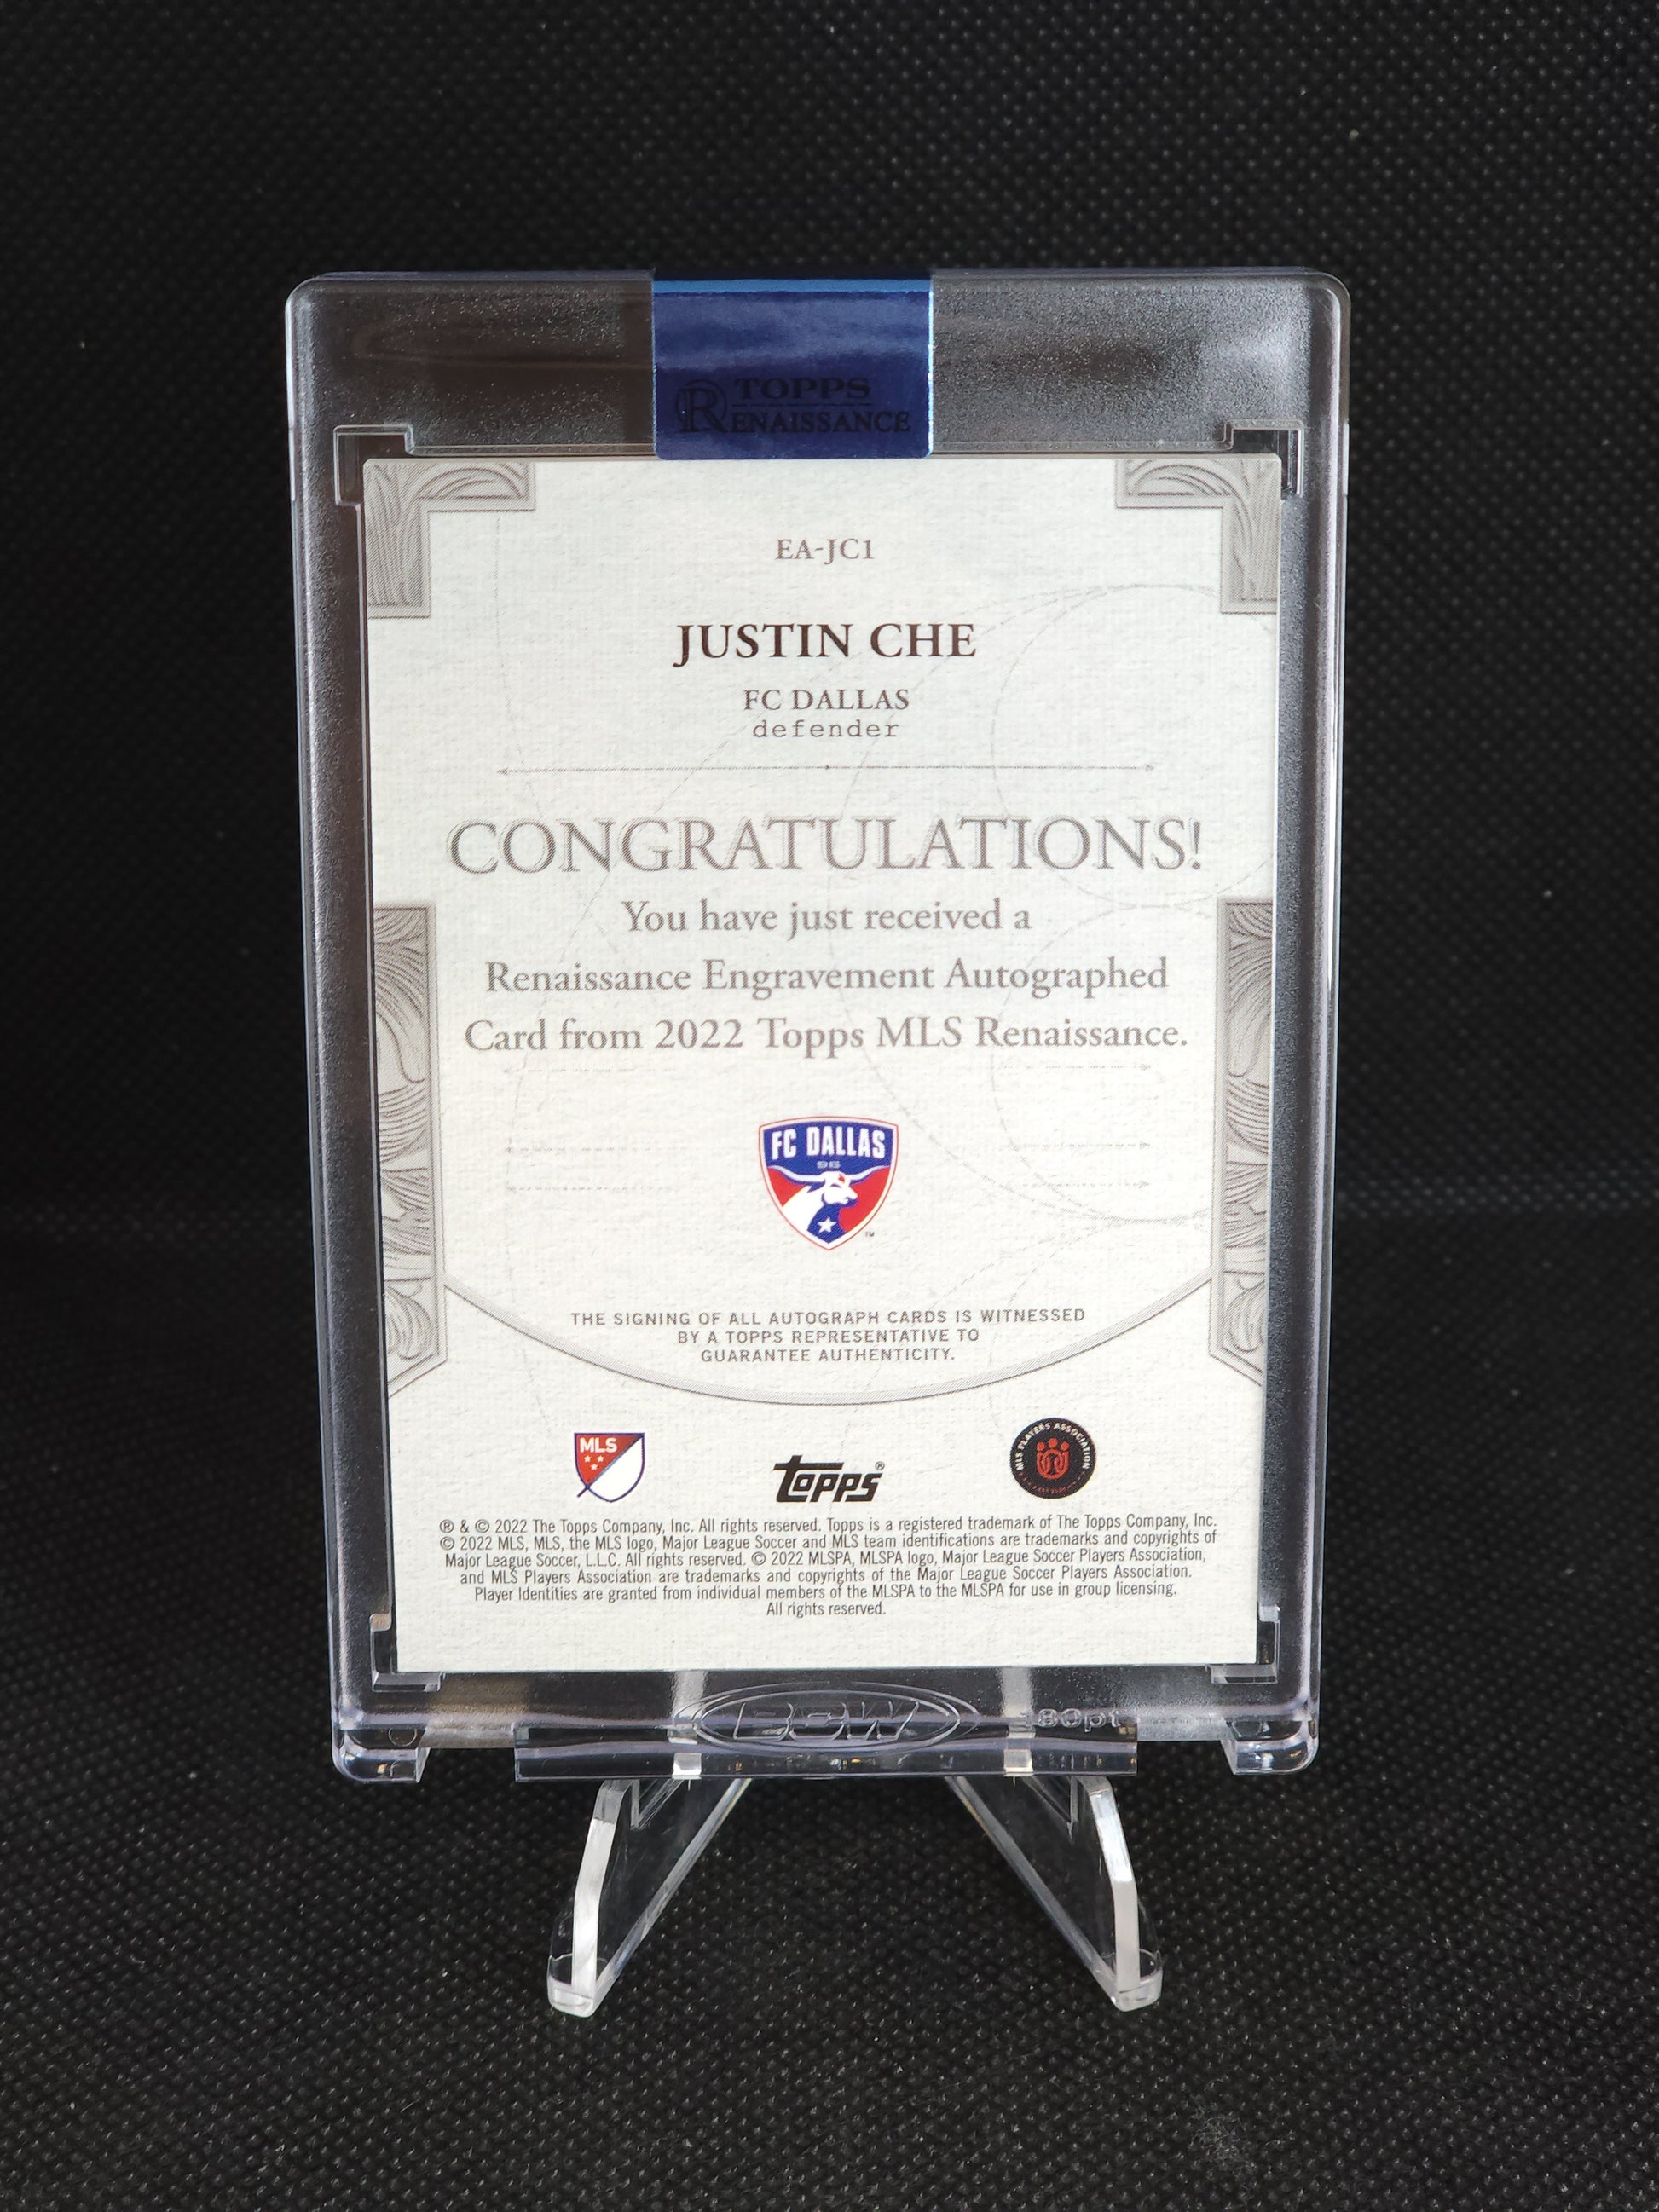 TOPPS
RENAISSANCE
EA-JC1
JUSTIN CHE
FC DALLAS
defender
CONGRATULATIONS!
You have just received a
Renaissance Engravement Autographed
Card from 2022 Topps MLS Renaissance.
FC DALLAS
96
TM
THE SIGNING OF ALL AUTOGRAPH CARDS IS WITNESSED
BY A TOPPS REPRESENTATIVE TO
GUARANTEE AUTHENTICITY.
MLS
topps®
MLS PLAYERS ASSOCIATION
® & © 2022 The Topps Company, Inc. All rights reserved. Topps is a registered trademark of The Topps Company, Inc.
© 2022 MLS, MLS, the MLS logo, Major League Soccer and MLS team identifications are trademarks and copyrights of
Major League Soccer, L.L.C. All rights reserved. © 2022 MLSPA, MLSPA logo, Major League Soccer Players Association,
and MLS Players Association are trademarks and copyrights of the Major League Soccer Players Association.
Player Identities are granted from individual members of the MLSPA to the MLSPA for use in group licensing.
All rights reserved.
BCW
180pt